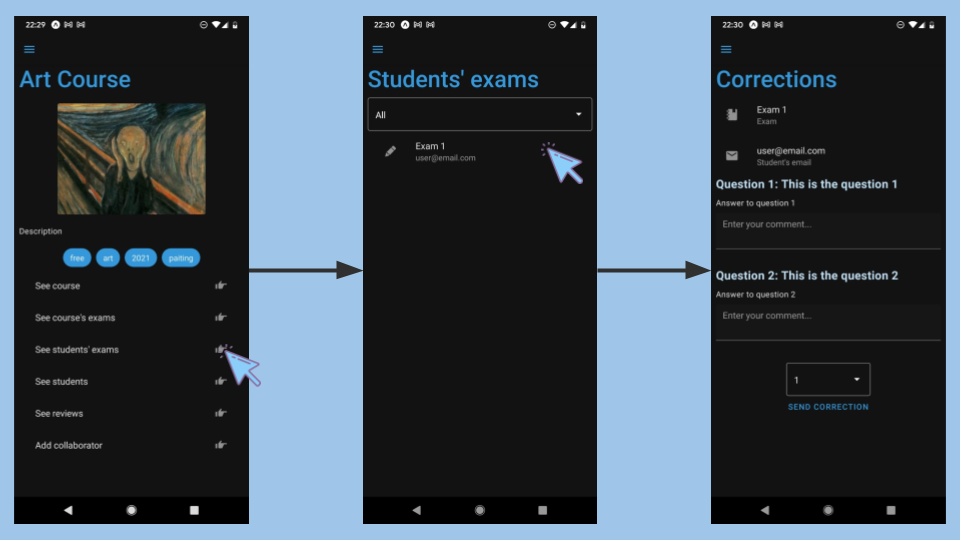 22:29
Art Course
Description
free art 2021 paiting
See course
See course's exams
See students' exams
See students
See reviews
Add collaborator
22:30
Students' exams
All
Exam 1
user@email.com
22:30
Corrections
Exam 1
Exam
user@email.com
Student's email
Question 1: This is the question 1
Answer to question 1
Enter your comment...
Question 2: This is the question 2
Answer to question 2
Enter your comment...
1
SEND CORRECTION